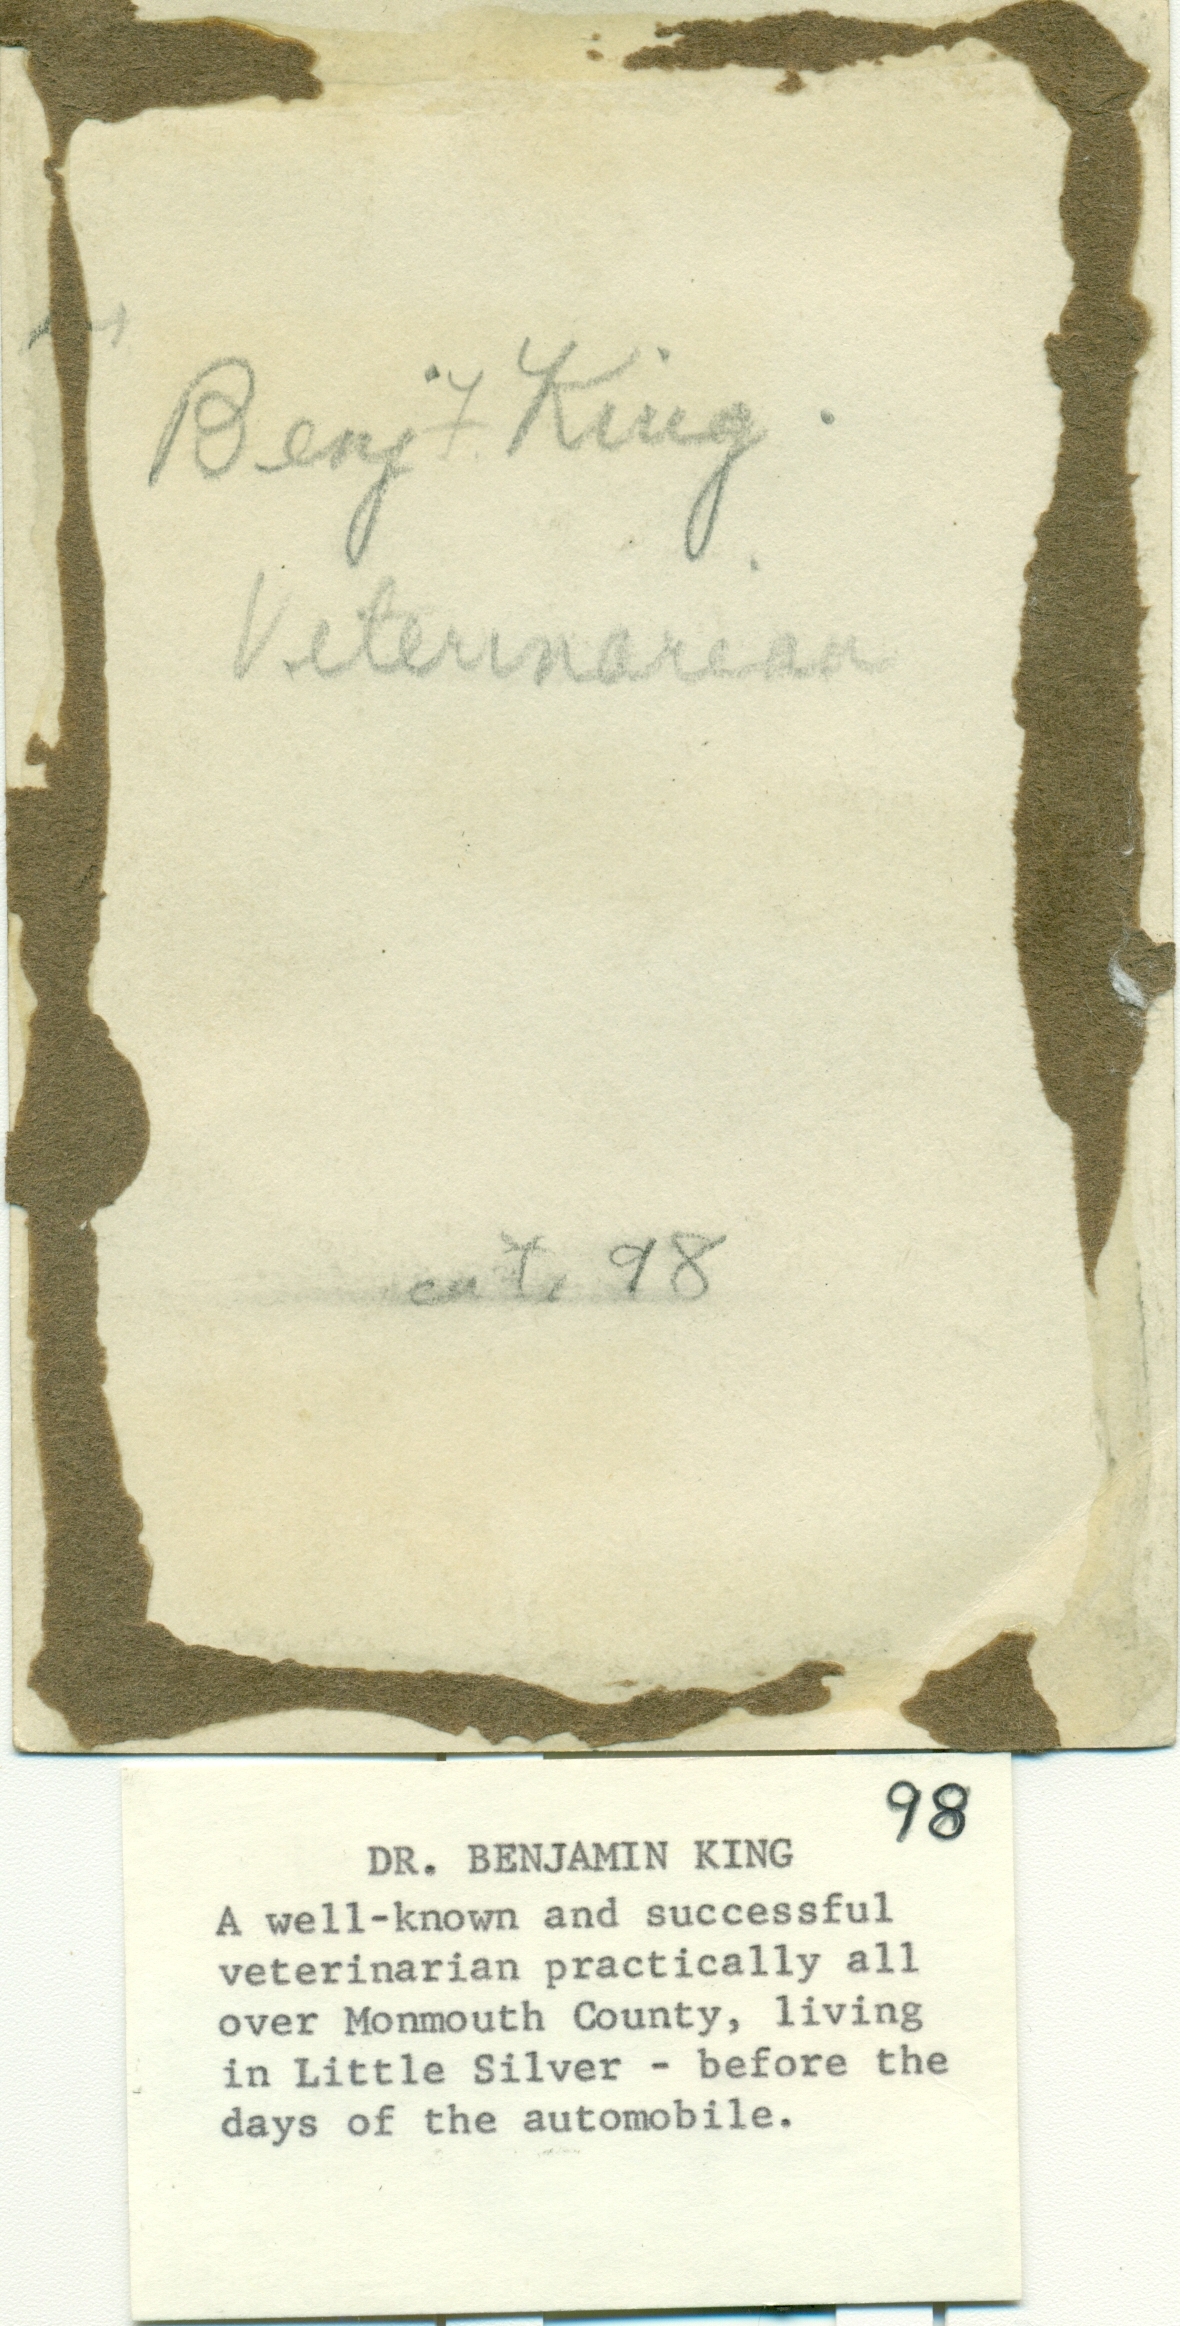 Benj F. King.
Veterinarian
cat. 98
98
DR. BENJAMIN KING
A well-known and successful
veterinarian practically all
over Monmouth County, living
in Little Silver - before the
days of the automobile.